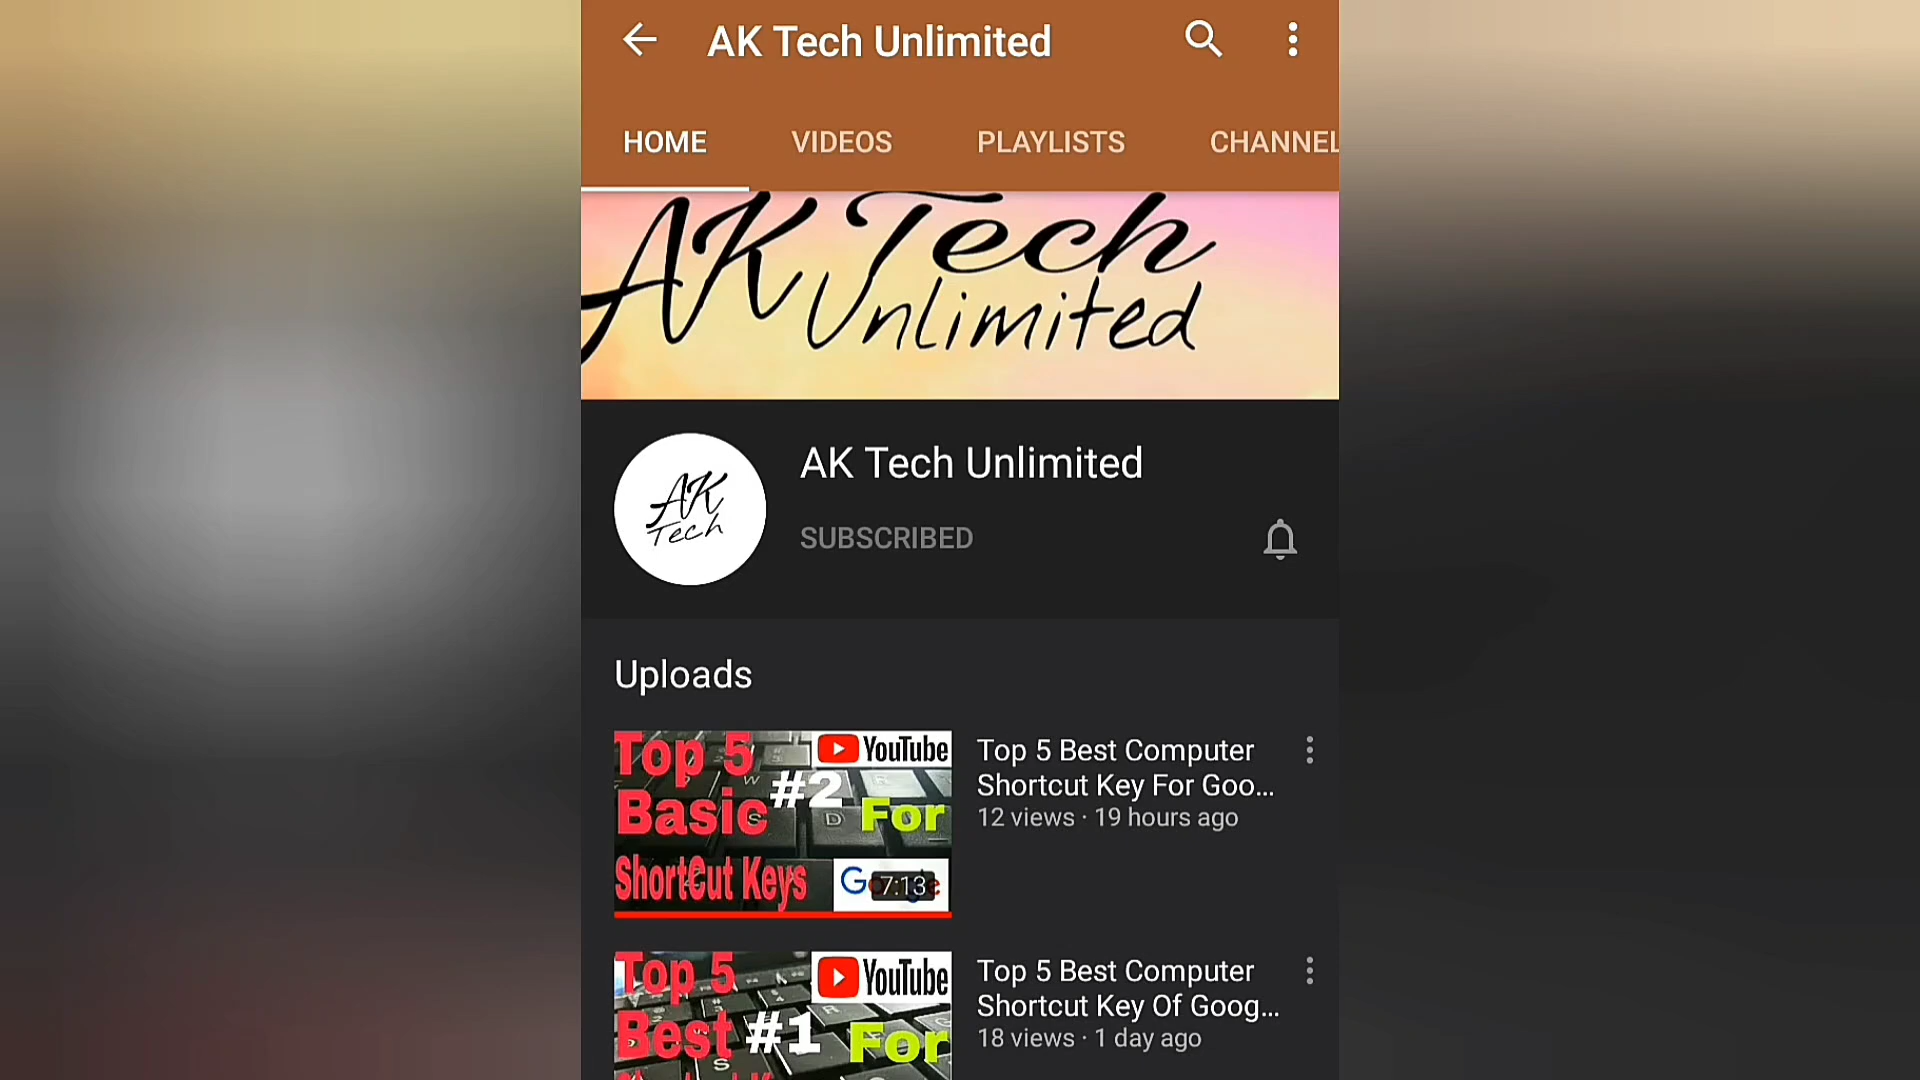 AK Tech Unlimited
HOME VIDEOS PLAYLISTS CHANNEL
AK Tech
Unlimited
AK Tech Unlimited
AK
Tech
SUBSCRIBED
Uploads
Top 5
YouTube
#2
Basic
For
ShortCut Keys
7:13
Top 5 Best Computer
Shortcut Key For Goo...
12 views · 19 hours ago
Top 5
YouTube
Best #1 For
Top 5 Best Computer
Shortcut Key Of Goog...
18 views · 1 day ago